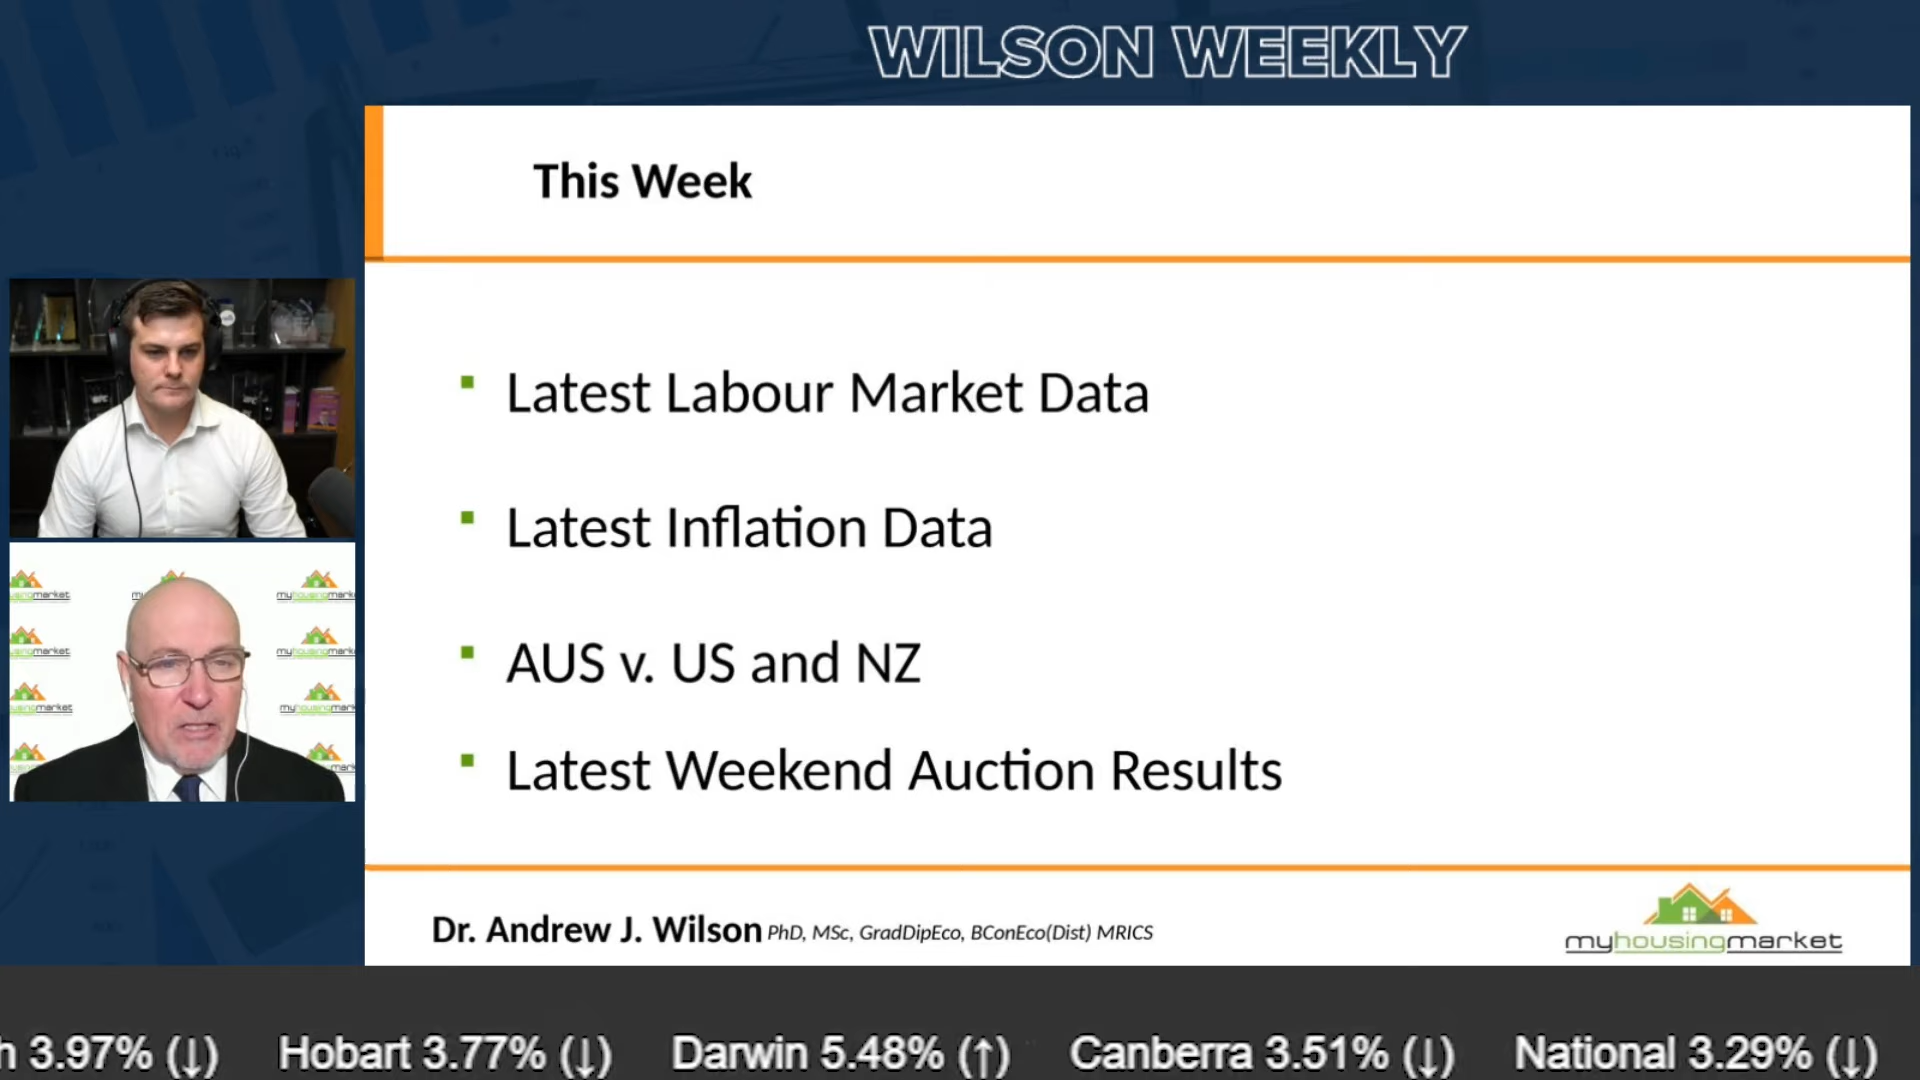 WILSON WEEKLY
This Week
Latest Labour Market Data
Latest Inflation Data
AUS v. US and NZ
Latest Weekend Auction Results
Dr. Andrew J. Wilson PhD, MSc, GradDipEco, BConEco(Dist) MRICS
myhousingmarket
h 3.97% (↓) Hobart 3.77% (↓) Darwin 5.48% (↑) Canberra 3.51% (↓) National 3.29% (↓)